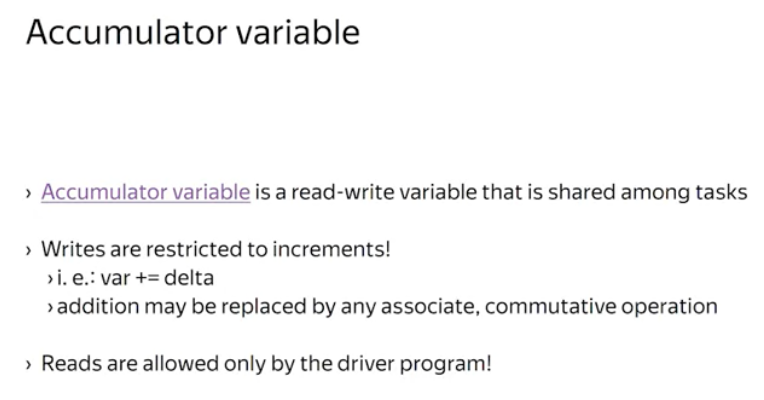 Accumulator variable
› Accumulator variable is a read-write variable that is shared among tasks
› Writes are restricted to increments!
› i. e.: var += delta
› addition may be replaced by any associate, commutative operation
› Reads are allowed only by the driver program!